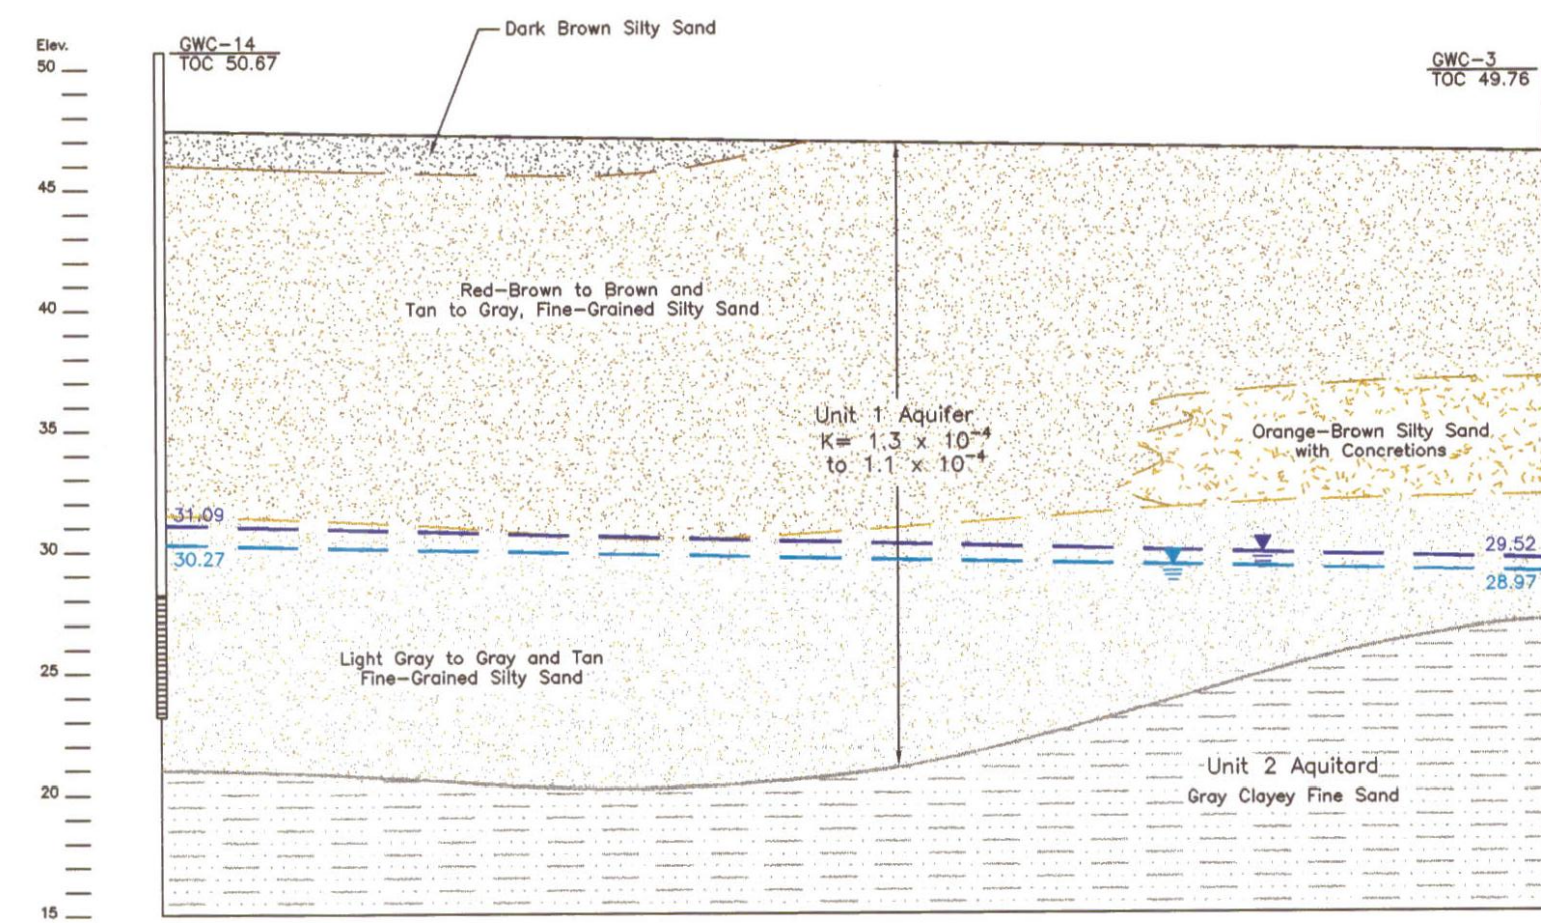 Dark Brown Silty Sand
Elev.
GWC-14
TOC 50.67
GWC-3
TOC 49.76
50
45
40
35
30
25
20
15
Red-Brown to Brown and
Tan to Gray, Fine-Grained Silty Sand
Unit 1 Aquifer
K= 1.3 x 10-4
to 1.1 x 10-4
Orange-Brown Silty Sand
with Concretions
31.09
30.27
29.52
28.97
Light Gray to Gray and Tan
Fine-Grained Silty Sand
Unit 2 Aquitard
Gray Clayey Fine Sand